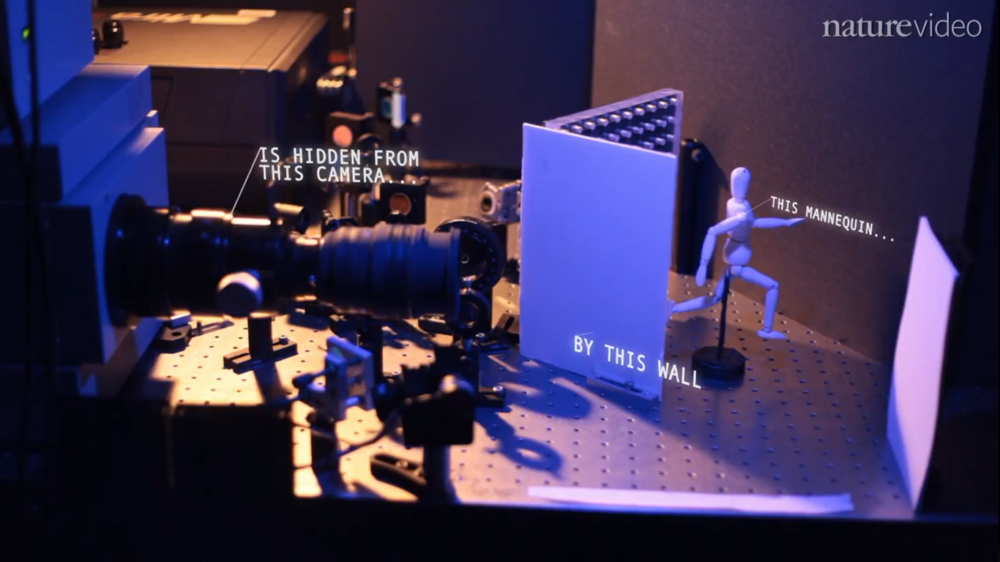 naturevideo
IS HIDDEN FROM
THIS CAMERA...
THIS MANNEQUIN...
BY THIS WALL